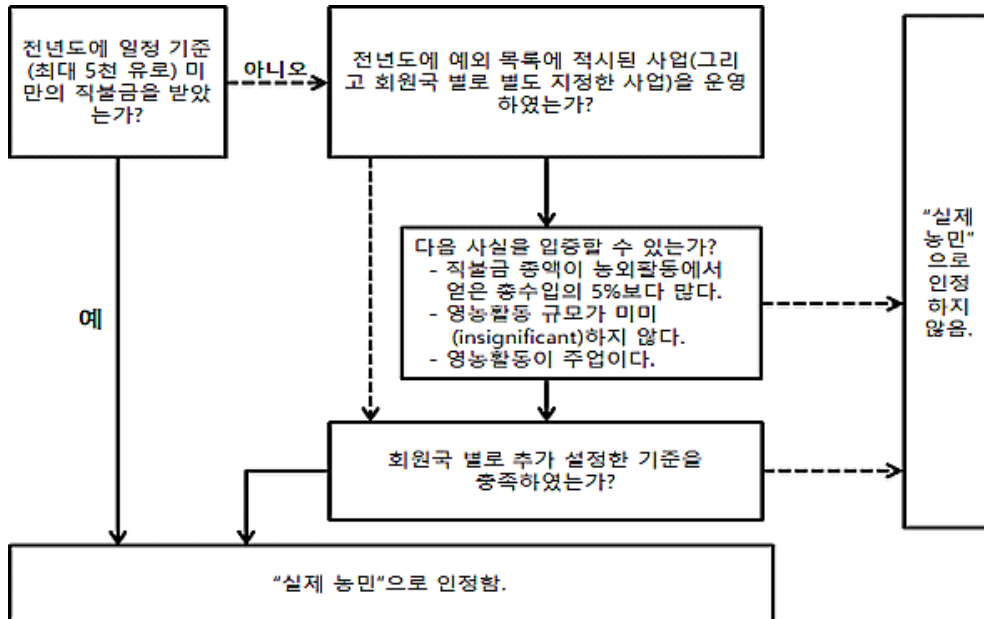 전년도에 일정 기준
(최대 5천 유로) 미
만의 직불금을 받았
는가?
아니오
전년도에 예외 목록에 적시된 사업(그리
고 회원국 별로 별도 지정한 사업)을 운영
하였는가?
다음 사실을 입증할 수 있는가?
- 직불금 총액이 농외활동에서
얻은 총수입의 5%보다 많다.
- 영농활동 규모가 미미
(insignificant)하지 않다.
- 영농활동이 주업이다.
"실제
농민"
으로
인정
하지
않음.
예
회원국 별로 추가 설정한 기준을
충족하였는가?
"실제 농민"으로 인정함.